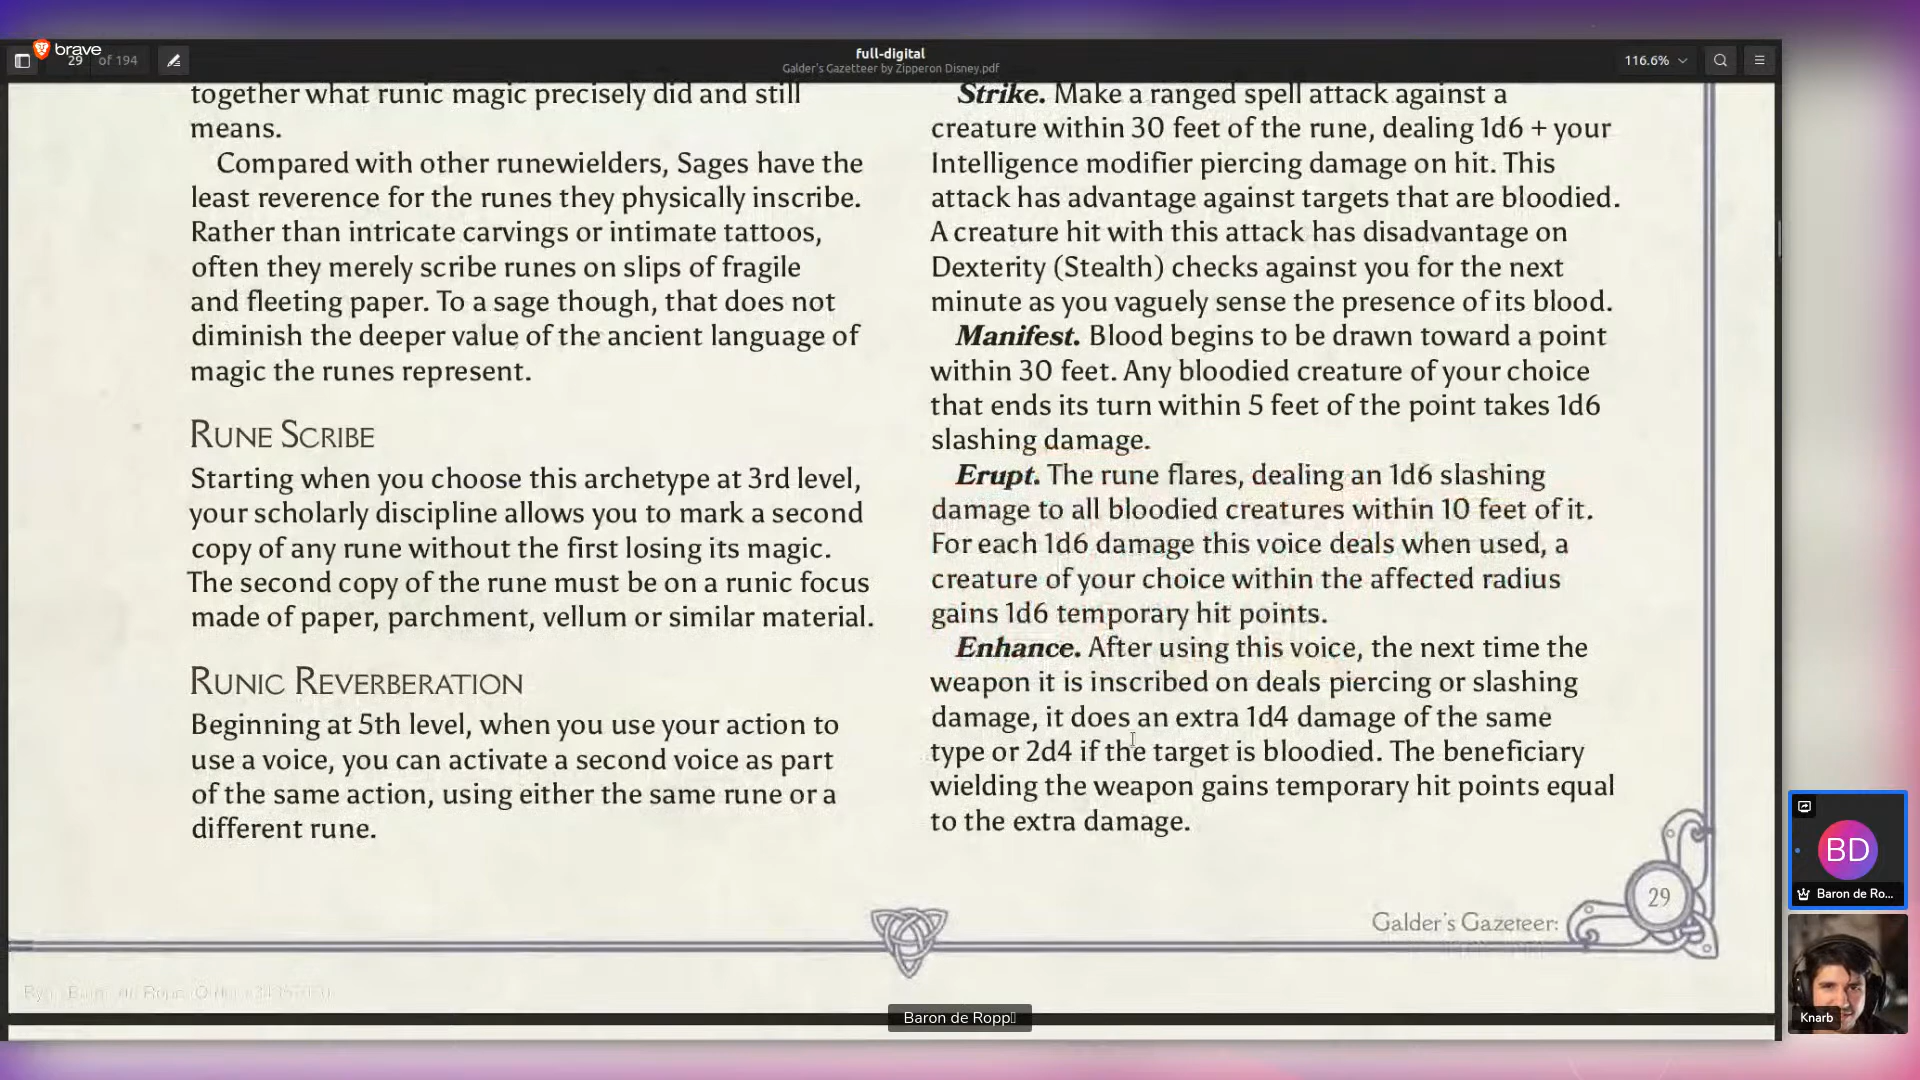 brave
29 of 194
full-digital
Galder's Gazetteer by Zipperon Disney.pdf
116.6%
together what runic magic precisely did and still
means.
Compared with other runewielders, Sages have the
least reverence for the runes they physically inscribe.
Rather than intricate carvings or intimate tattoos,
often they merely scribe runes on slips of fragile
and fleeting paper. To a sage though, that does not
diminish the deeper value of the ancient language of
magic the runes represent.
RUNE SCRIBE
Starting when you choose this archetype at 3rd level,
your scholarly discipline allows you to mark a second
copy of any rune without the first losing its magic.
The second copy of the rune must be on a runic focus
made of paper, parchment, vellum or similar material.
RUNIC REVERBERATION
Beginning at 5th level, when you use your action to
use a voice, you can activate a second voice as part
of the same action, using either the same rune or a
different rune.
Strike. Make a ranged spell attack against a
creature within 30 feet of the rune, dealing 1d6 + your
Intelligence modifier piercing damage on hit. This
attack has advantage against targets that are bloodied.
A creature hit with this attack has disadvantage on
Dexterity (Stealth) checks against you for the next
minute as you vaguely sense the presence of its blood.
Manifest. Blood begins to be drawn toward a point
within 30 feet. Any bloodied creature of your choice
that ends its turn within 5 feet of the point takes 1d6
slashing damage.
Erupt. The rune flares, dealing an 1d6 slashing
damage to all bloodied creatures within 10 feet of it.
For each 1d6 damage this voice deals when used, a
creature of your choice within the affected radius
gains 1d6 temporary hit points.
Enhance. After using this voice, the next time the
weapon it is inscribed on deals piercing or slashing
damage, it does an extra 1d4 damage of the same
type or 2d4 if the target is bloodied. The beneficiary
wielding the weapon gains temporary hit points equal
to the extra damage.
Galder's Gazeteer:
29
Baron de Ropp
BD
Baron de Ro...
Knarb